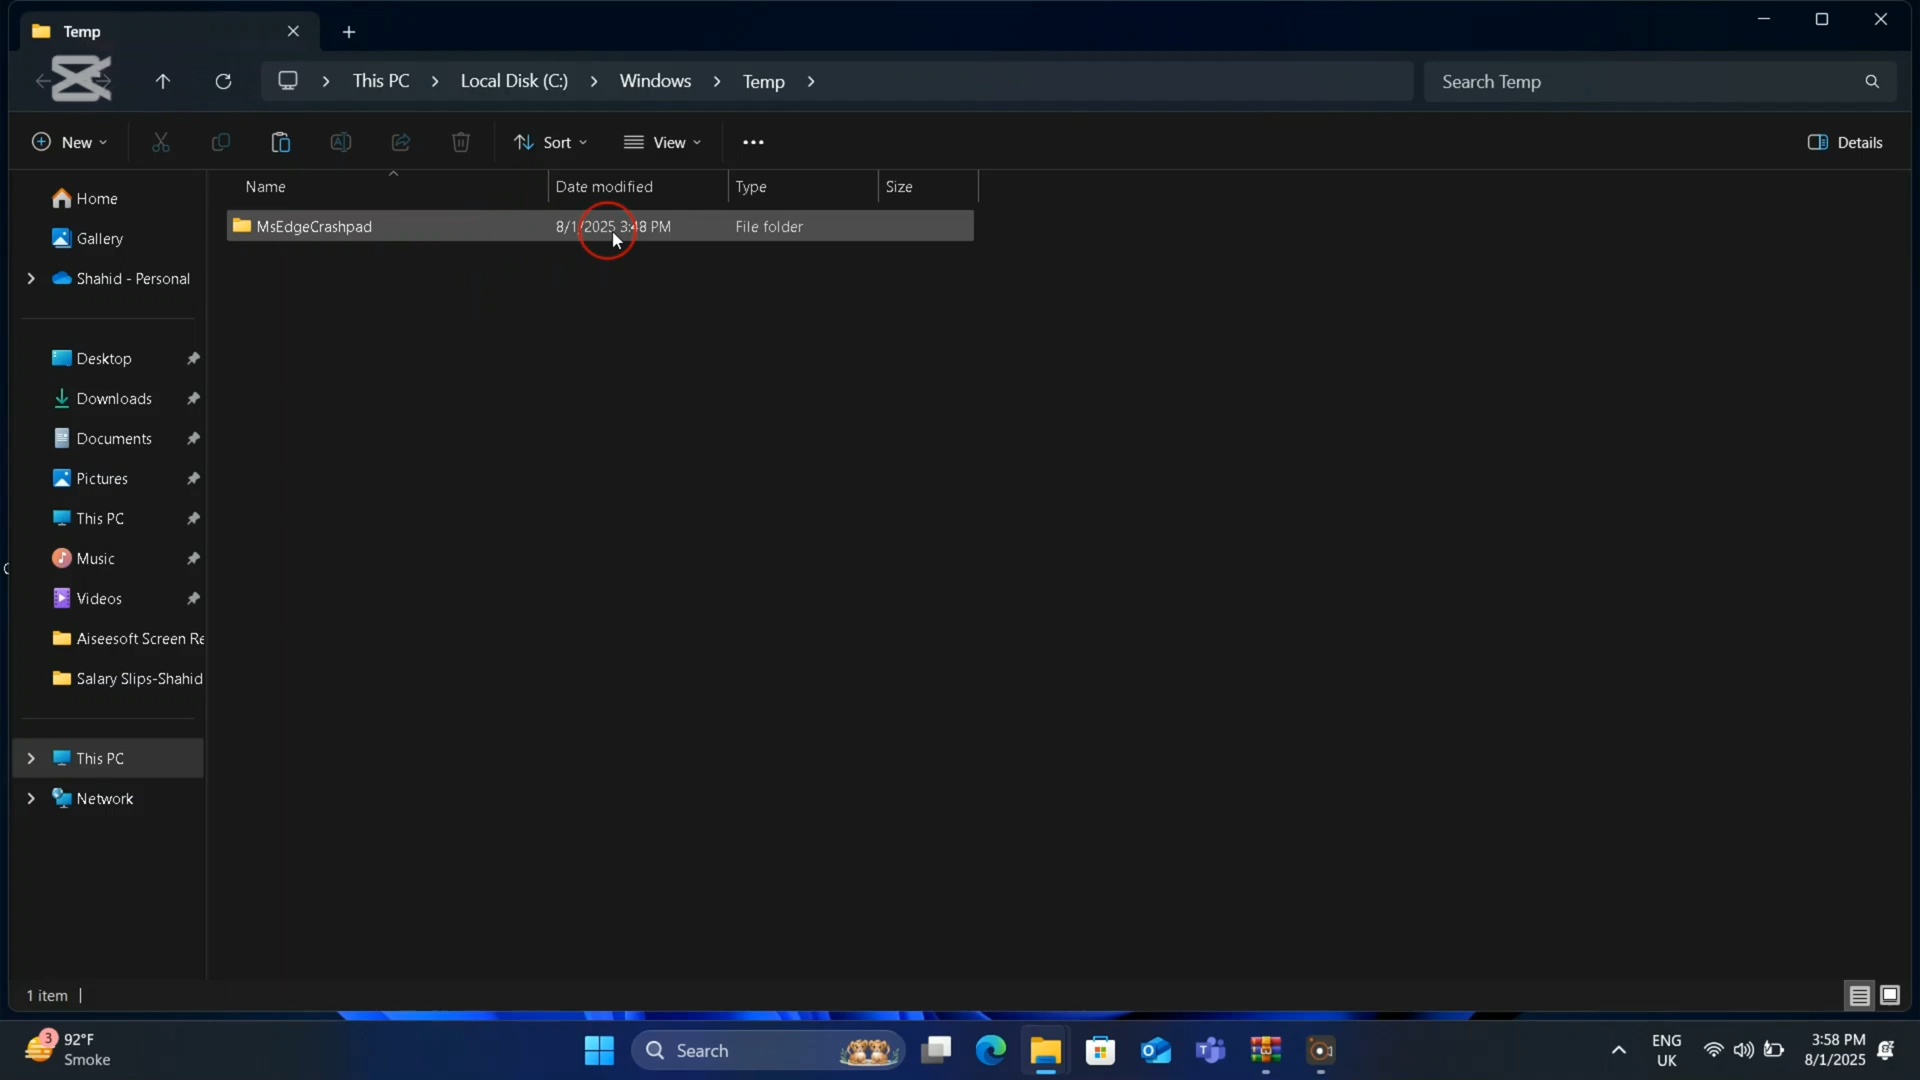 Temp
This PC
Local Disk (C:)
Windows
Temp
Search Temp
New
Sort
View
Details
Name
Date modified
Type
Size
MsEdgeCrashpad
8/1/2025 3:48 PM
File folder
Home
Gallery
Shahid - Personal
Desktop
Downloads
Documents
Pictures
This PC
Music
Videos
Aiseesoft Screen Re
Salary Slips-Shahid
This PC
Network
1 item
3
92°F
Smoke
Search
ENG
UK
3:58 PM
8/1/2025